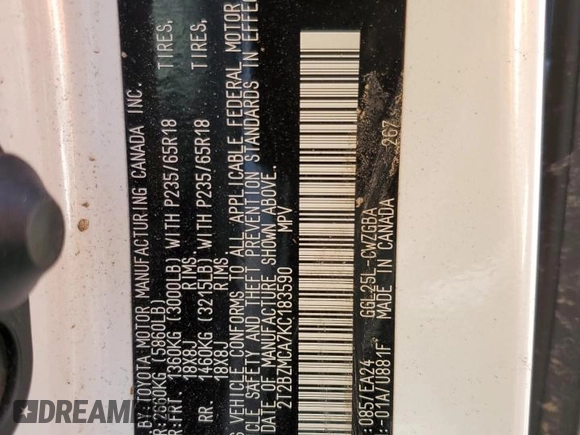 BY TOYOTA MOTOR MANUFACTURING CANADA INC.
R:2660KG (5860LB)
R:FRT. 1360KG (3000LB) WITH P235/65R18 TIRES,
18X8J RIMS,
RR. 1460KG (3215LB) WITH P235/65R18 TIRES,
18X8J RIMS,
S VEHICLE CONFORMS TO ALL APPLICABLE FEDERAL MOTOR
CLE SAFETY AND THEFT PREVENTION STANDARDS IN EFFE
DATE OF MANUFACTURE SHOWN ABOVE.
2T2BZMCA7KC183590 MPV
:085/EA24 GGL25L-CWZGBA 267
:-01A/U881F MADE IN CANADA
DREAM